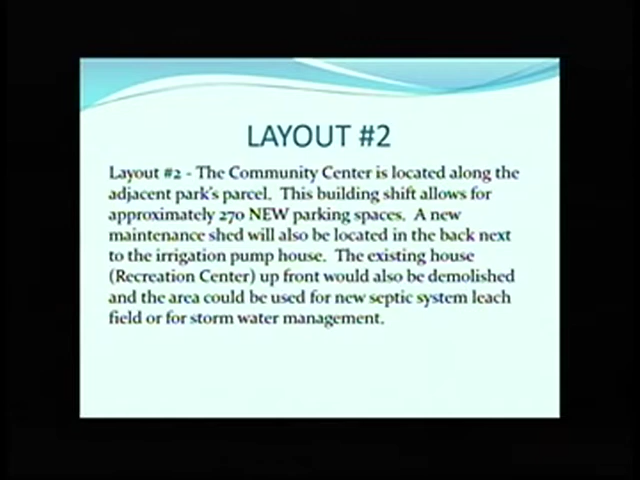 LAYOUT #2
Layout #2 - The Community Center is located along the
adjacent park's parcel. This building shift allows for
approximately 270 NEW parking spaces. A new
maintenance shed will also be located in the back next
to the irrigation pump house. The existing house
(Recreation Center) up front would also be demolished
and the area could be used for new septic system leach
field or for storm water management.